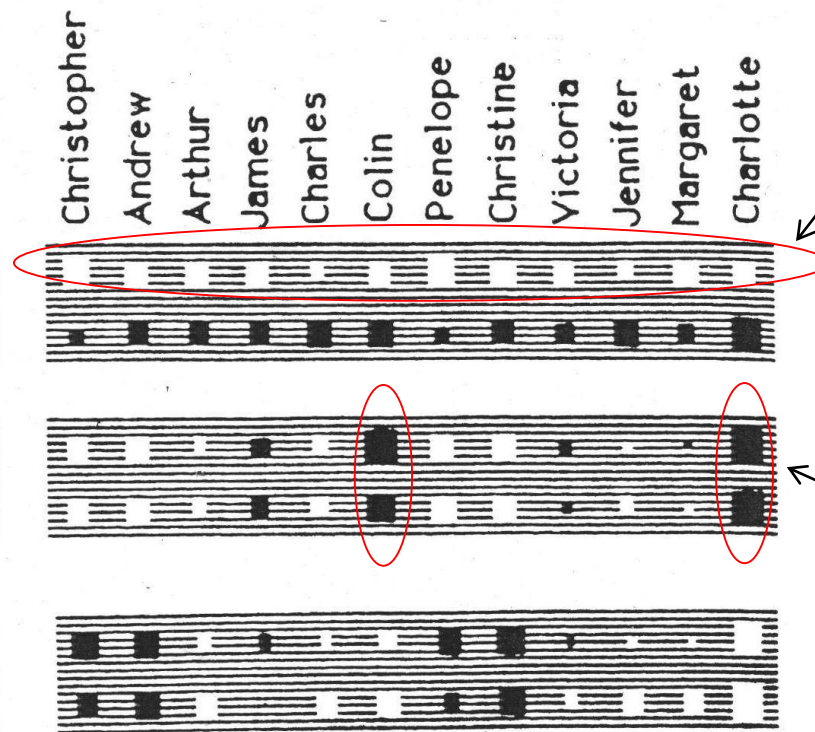 Christopher
Andrew
Arthur
James
Charles
Colin
Penelope
Christine
Victoria
Jennifer
Margaret
Charlotte